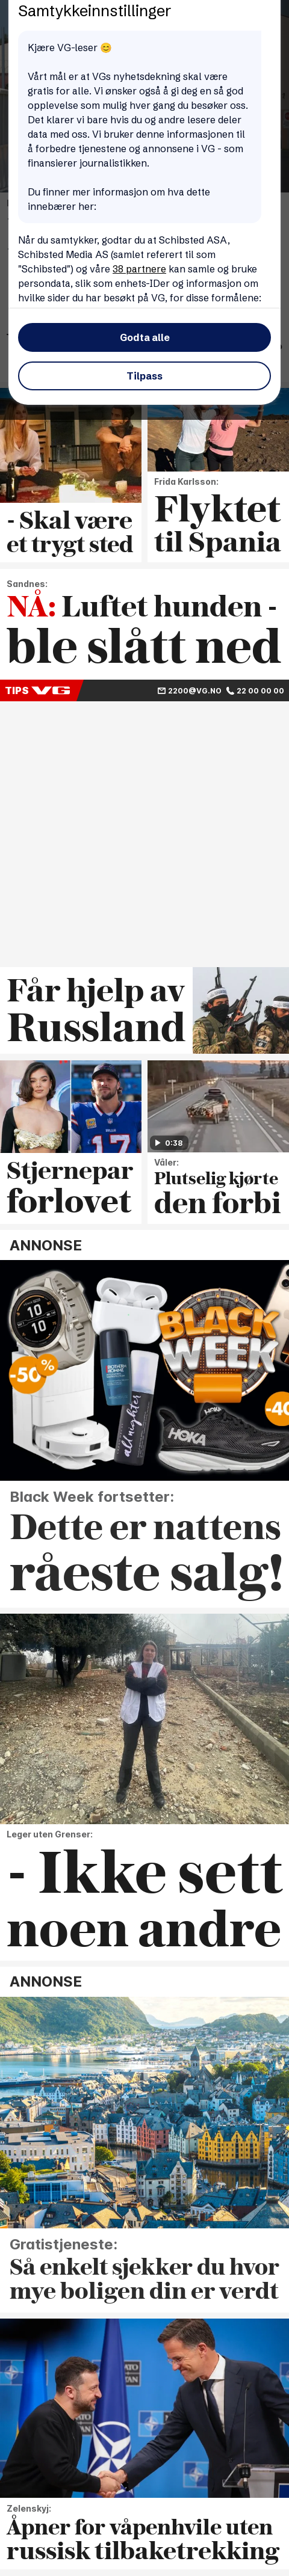 Samtykkeinnstillinger
Kjære VG-leser 😊
Vårt mål er at VGs nyhetsdekning skal være
gratis for alle. Vi ønsker også å gi deg en så god
opplevelse som mulig hver gang du besøker oss.
Det klarer vi bare hvis du og andre lesere deler
data med oss. Vi bruker denne informasjonen til
å forbedre tjenestene og annonsene i VG - som
finansierer journalistikken.
Du finner mer informasjon om hva dette
innebærer her:
Når du samtykker, godtar du at Schibsted ASA,
Schibsted Media AS (samlet referert til som
"Schibsted") og våre 38 partnere kan samle og bruke
persondata, slik som enhets-IDer og informasjon om
hvilke sider du har besøkt på VG, for disse formålene:
Godta alle
Tilpass
- Skal være
et trygt sted
Frida Karlsson:
Flyktet
til Spania
Sandnes:
NÅ: Luftet hunden -
ble slått ned
TIPS VG
2200@VG.NO 22 00 00 00
Får hjelp av
Russland
17
Stjernepar
forlovet
0:38
Våler:
Plutselig kjørte
den forbi
ANNONSE
-50%
BLACK
WEEK
-40
BIOTHERM
HOMME
all nighter
HOKA
Black Week fortsetter:
Dette er nattens
råeste salg!
Leger uten Grenser:
- Ikke sett
noen andre
ANNONSE
Gratistjeneste:
Så enkelt sjekker du hvor
mye boligen din er verdt
NATO
OTAN
Zelenskyj:
Åpner for våpenhvile uten
russisk tilbaketrekking